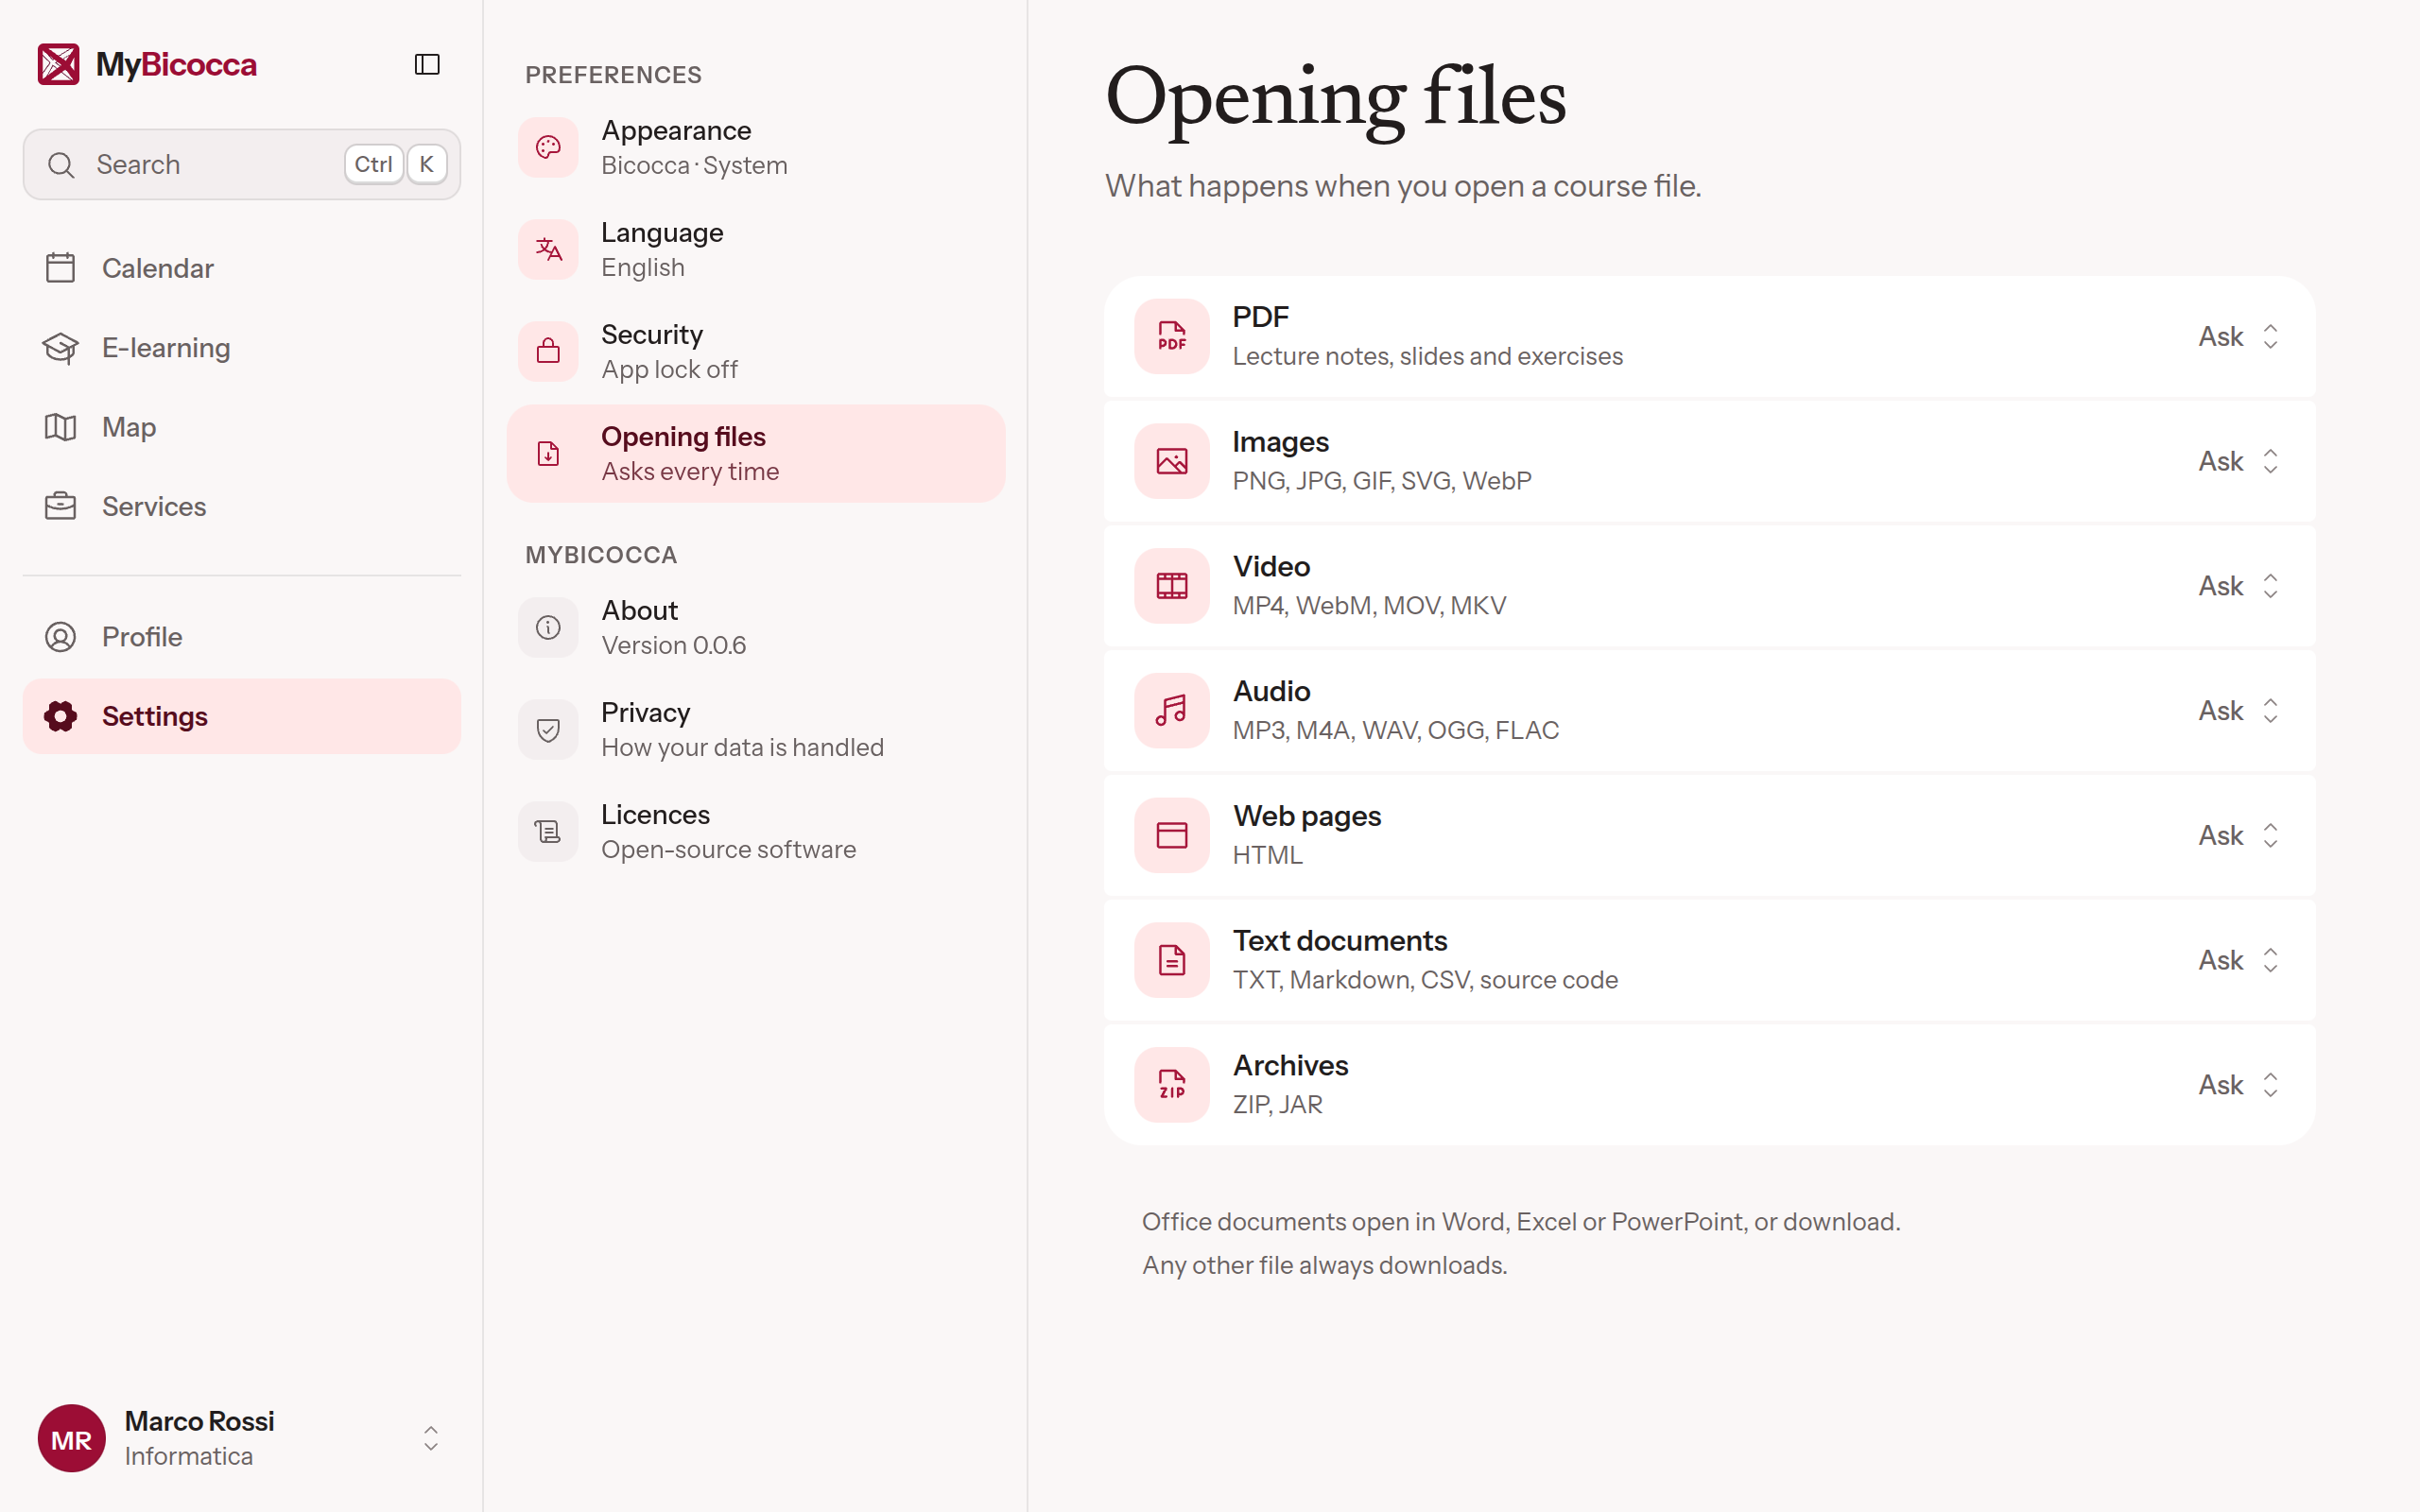 MyBicocca
Search Ctrl K
Calendar
E-learning
Map
Services
Profile
Settings
MR
Marco Rossi
Informatica
PREFERENCES
Appearance
Bicocca · System
Language
English
Security
App lock off
Opening files
Asks every time
MYBICOCCA
About
Version 0.0.6
Privacy
How your data is handled
Licences
Open-source software
Opening files
What happens when you open a course file.
PDF
PDF
Lecture notes, slides and exercises
Ask
Images
PNG, JPG, GIF, SVG, WebP
Ask
Video
MP4, WebM, MOV, MKV
Ask
Audio
MP3, M4A, WAV, OGG, FLAC
Ask
Web pages
HTML
Ask
Text documents
TXT, Markdown, CSV, source code
Ask
ZIP
Archives
ZIP, JAR
Ask
Office documents open in Word, Excel or PowerPoint, or download.
Any other file always downloads.